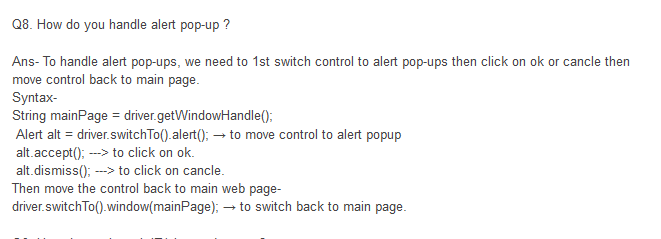 Q8. How do you handle alert pop-up ?
Ans- To handle alert pop-ups, we need to 1st switch control to alert pop-ups then click on ok or cancle then
move control back to main page.
Syntax-
String mainPage = driver.getWindowHandle();
Alert alt = driver.switchTo().alert(); → to move control to alert popup
alt.accept(); ---> to click on ok.
alt.dismiss(); ---> to click on cancle.
Then move the control back to main web page-
driver.switchTo().window(mainPage); → to switch back to main page.